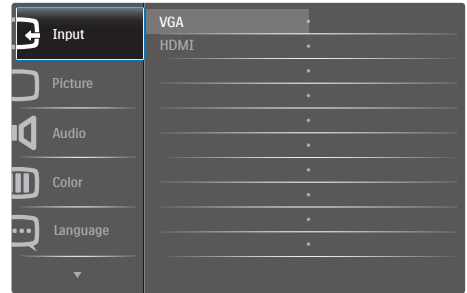 Input
VGA
HDMI
Picture
Audio
Color
Language